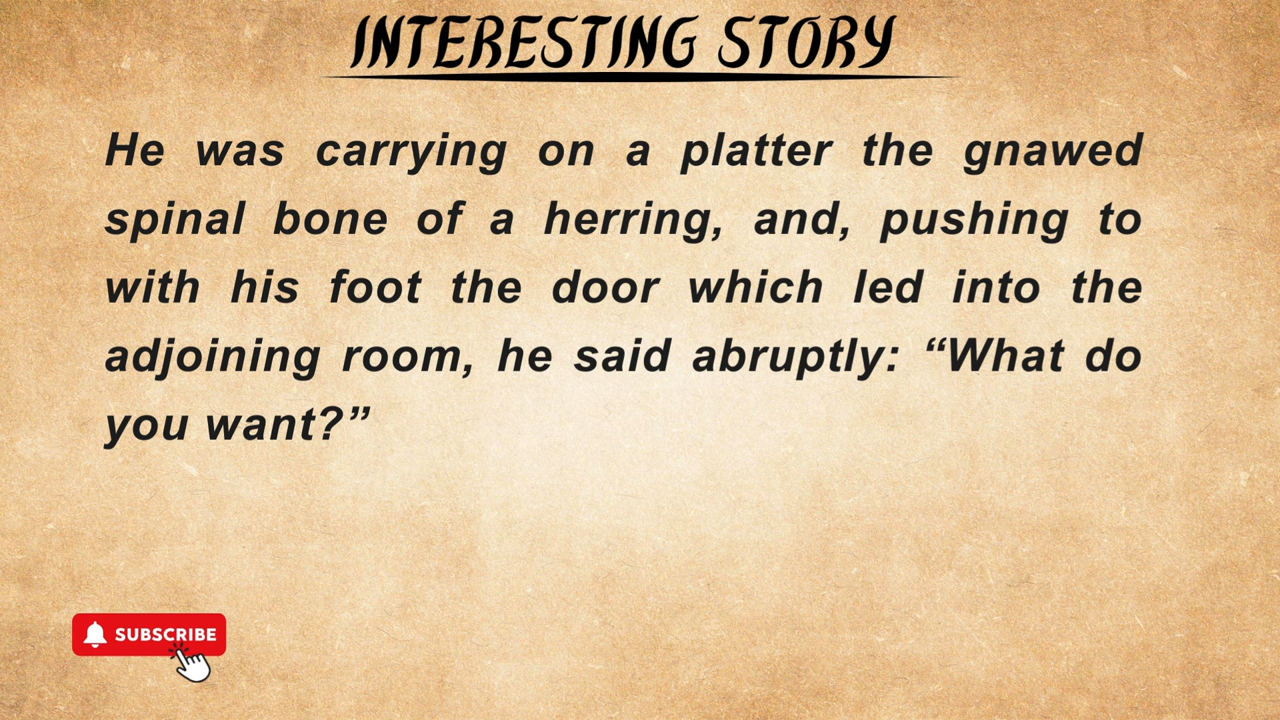 INTERESTING STORY
He was carrying on a platter the gnawed
spinal bone of a herring, and, pushing to
with his foot the door which led into the
adjoining room, he said abruptly: “What do
you want?”
SUBSCRIBE